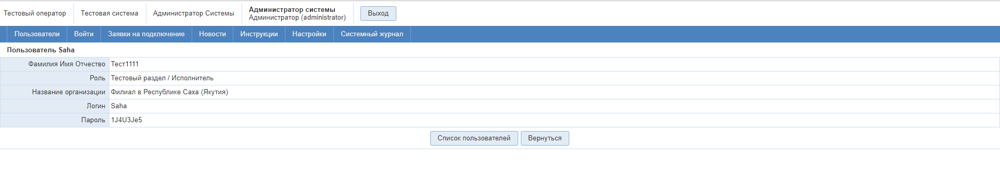 Тестовый оператор
Тестовая система
Администратор Системы
Администратор системы
Администратор (administrator)
Выход
Пользователи Войти Заявки на подключение Новости Инструкции Настройки Системный журнал
Пользователь Saha
Фамилия Имя Отчество Тест1111
Роль Тестовый раздел / Исполнитель
Название организации Филиал в Республике Саха (Якутия)
Логин Saha
Пароль 1J4U3Je5
Список пользователей Вернуться